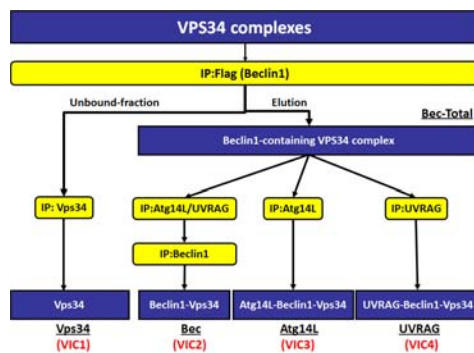 VPS34 complexes
IP:Flag (Beclin1)
Unbound-fraction
Elution
Bec-Total
Beclin1-containing VPS34 complex
IP: Vps34
IP:Atg14L/UVRAG
IP:Atg14L
IP:UVRAG
IP:Beclin1
Vps34
Beclin1-Vps34
Atg14L-Beclin1-Vps34
UVRAG-Beclin1-Vps34
Vps34
Bec
Atg14L
UVRAG
(VIC1)
(VIC2)
(VIC3)
(VIC4)